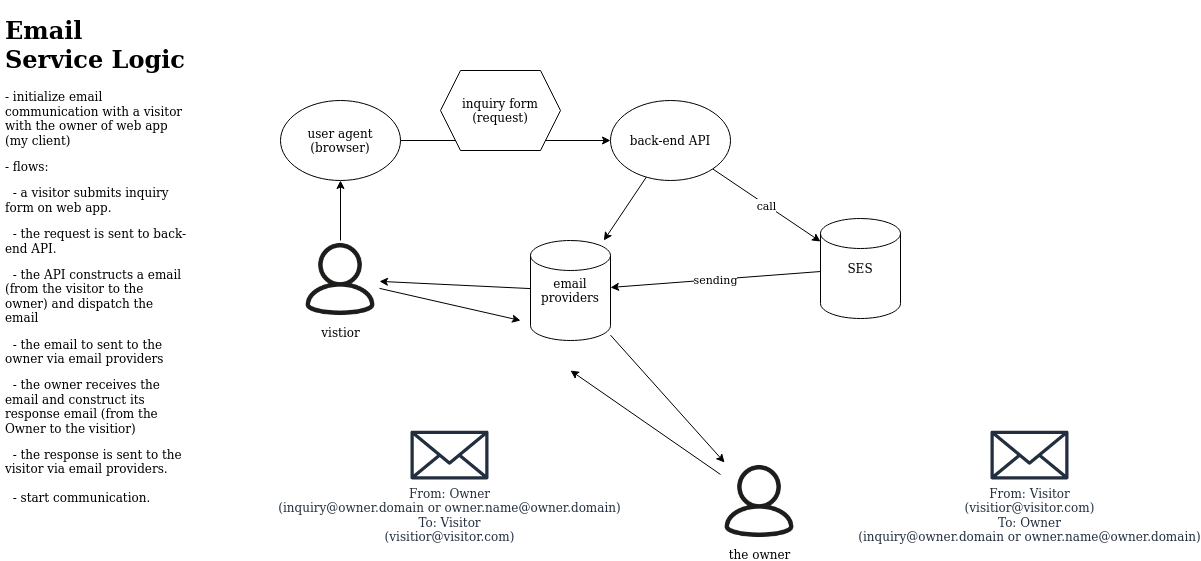 Email
Service Logic
- initialize email
communication with a visitor
with the owner of web app
(my client)
- flows:
- a visitor submits inquiry
form on web app.
- the request is sent to back-
end API.
- the API constructs a email
(from the visitor to the
owner) and dispatch the
email
- the email to sent to the
owner via email providers
- the owner receives the
email and construct its
response email (from the
Owner to the visitior)
- the response is sent to the
visitor via email providers.
- start communication.
user agent
(browser)
inquiry form
(request)
back-end API
call
SES
sending
email
providers
vistior
From: Owner
(inquiry@owner.domain or owner.name@owner.domain)
To: Visitor
(visitior@visitor.com)
the owner
From: Visitor
(visitior@visitor.com)
To: Owner
(inquiry@owner.domain or owner.name@owner.domain)